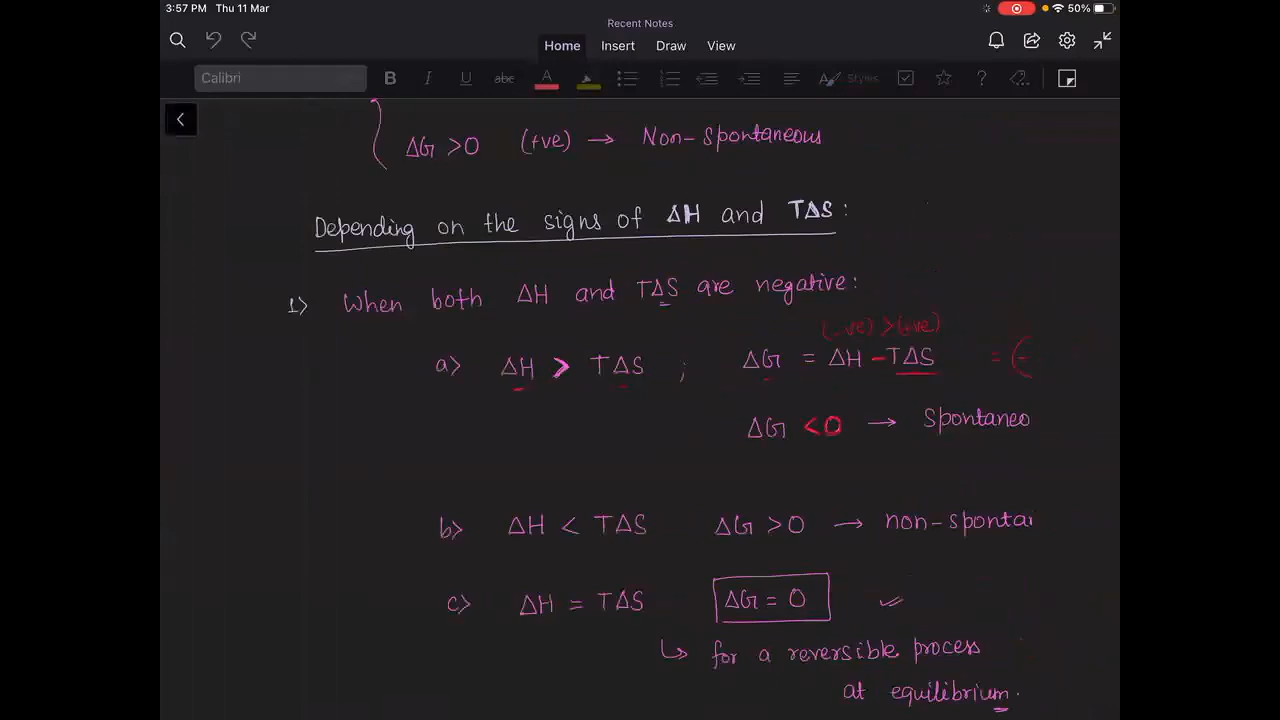 3:57 PM Thu 11 Mar
50%
Recent Notes
Home Insert Draw View
Calibri B I U abc A Styles ?
ΔG >0 (+ve) → Non-spontaneous
Depending on the signs of ΔH and TΔS:
1> When both ΔH and TΔS are negative:
(-ve) > (+ve)
a> ΔH > TΔS ; ΔG = ΔH - TΔS = (-
ΔG < 0 → Spontaneo
b> ΔH < TΔS ΔG > 0 → non-spontan
c> ΔH = TΔS ΔG = 0
↳ for a reversible process
at equilibrium.